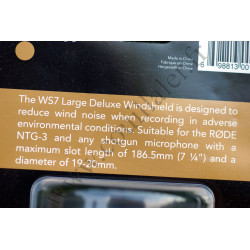 Made in China
Fabriqué en Chine
Hergestellt in China
98813 00
The WS7 Large Deluxe Windshield is designed to
reduce wind noise when recording in adverse
environmental conditions. Suitable for the RØDE
NTG-3 and any shotgun microphone with a
maximum slot length of 186.5mm (7 ¼") and a
diameter of 19-20mm.